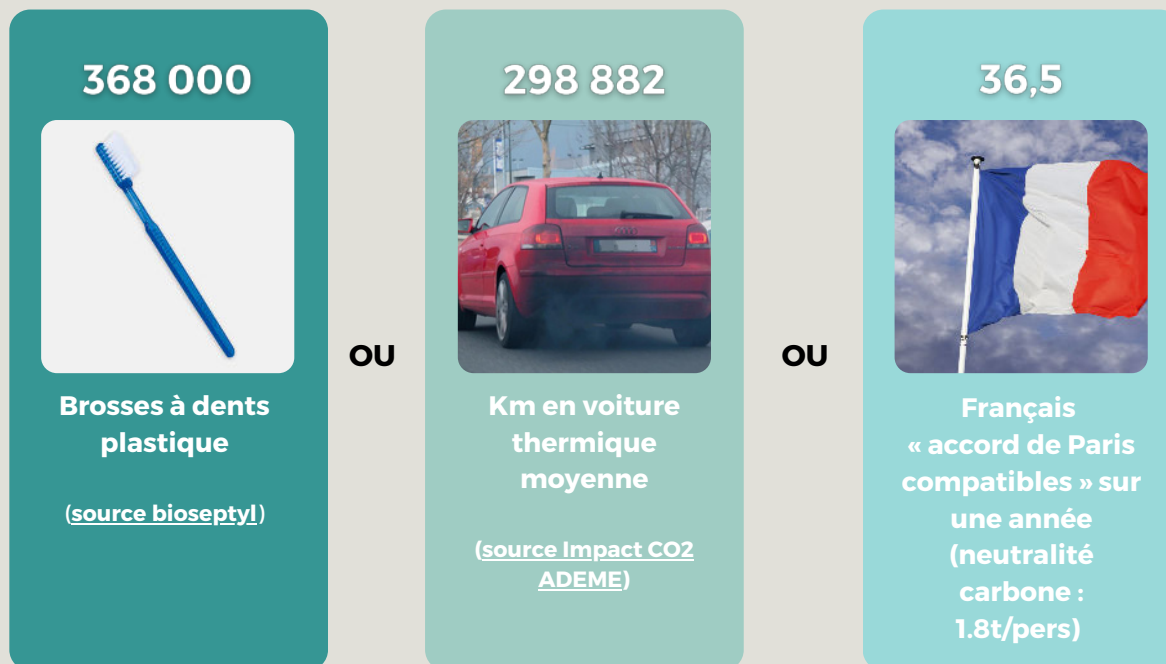 368 000
Brosses à dents
plastique
(source bioseptyl)
OU
298 882
Km en voiture
thermique
moyenne
(source Impact CO2
ADEME)
OU
36,5
Français
« accord de Paris
compatibles » sur
une année
(neutralité
carbone :
1.8t/pers)